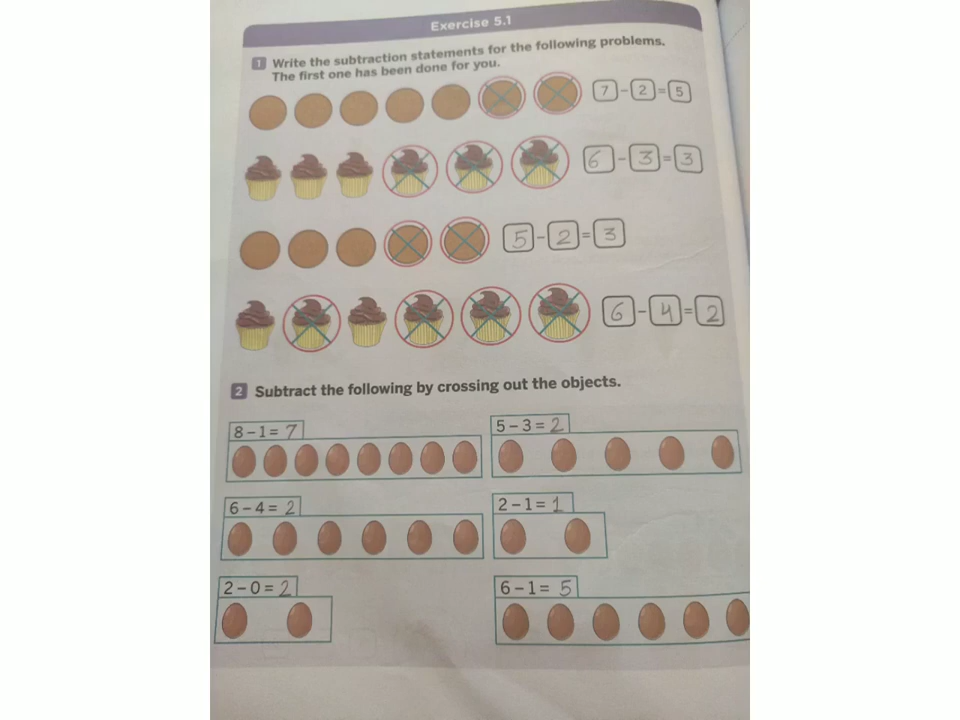 Exercise 5.1
1 Write the subtraction statements for the following problems.
The first one has been done for you.
7 - 2 = 5
6 - 3 = 3
5 - 2 = 3
6 - 4 = 2
2 Subtract the following by crossing out the objects.
8 - 1 = 7
5 - 3 = 2
6 - 4 = 2
2 - 1 = 1
2 - 0 = 2
6 - 1 = 5